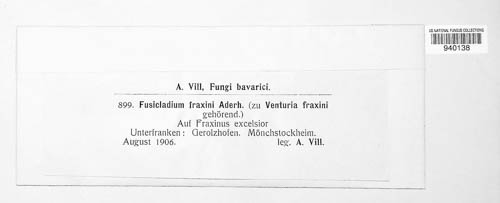 US NATIONAL FUNGUS COLLECTIONS
940138
A. Vill, Fungi bavarici.
899. Fusicladium fraxini Aderh. (zu Venturia fraxini
gehörend.)
Auf Fraxinus excelsior
Unterfranken: Gerolzhofen. Mönchstockheim.
August 1906. leg. A. Vill.